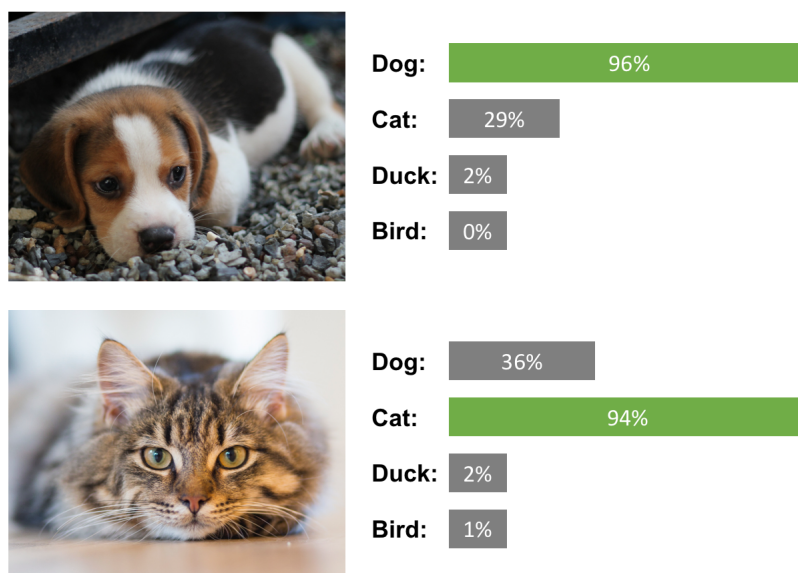 Dog: 96%
Cat: 29%
Duck: 2%
Bird: 0%
Dog: 36%
Cat: 94%
Duck: 2%
Bird: 1%